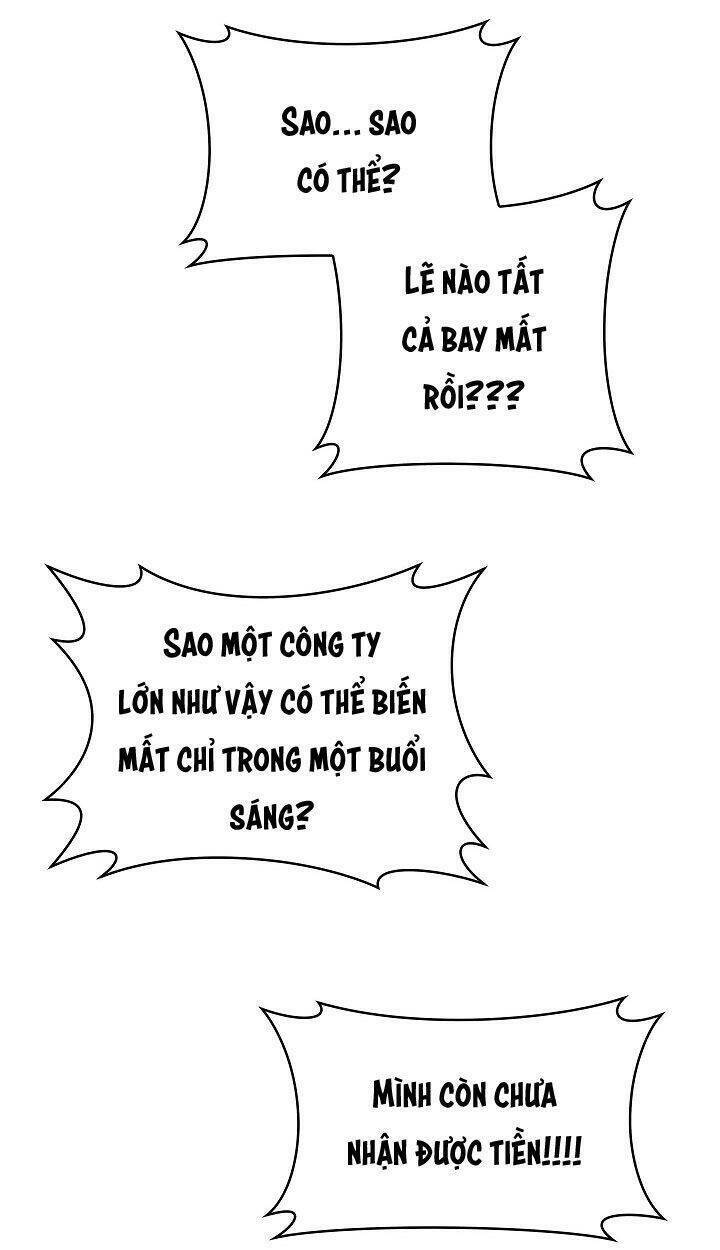 SAO... SAO
CÓ THỂ?
LẼ NÀO TẤT
CẢ BAY MẤT
RỒI???
SAO MỘT CÔNG TY
LỚN NHƯ VẬY CÓ THỂ BIẾN
MẤT CHỈ TRONG MỘT BUỔI
SÁNG?
MÌNH CÒN CHƯA
NHẬN ĐƯỢC TIỀN!!!!